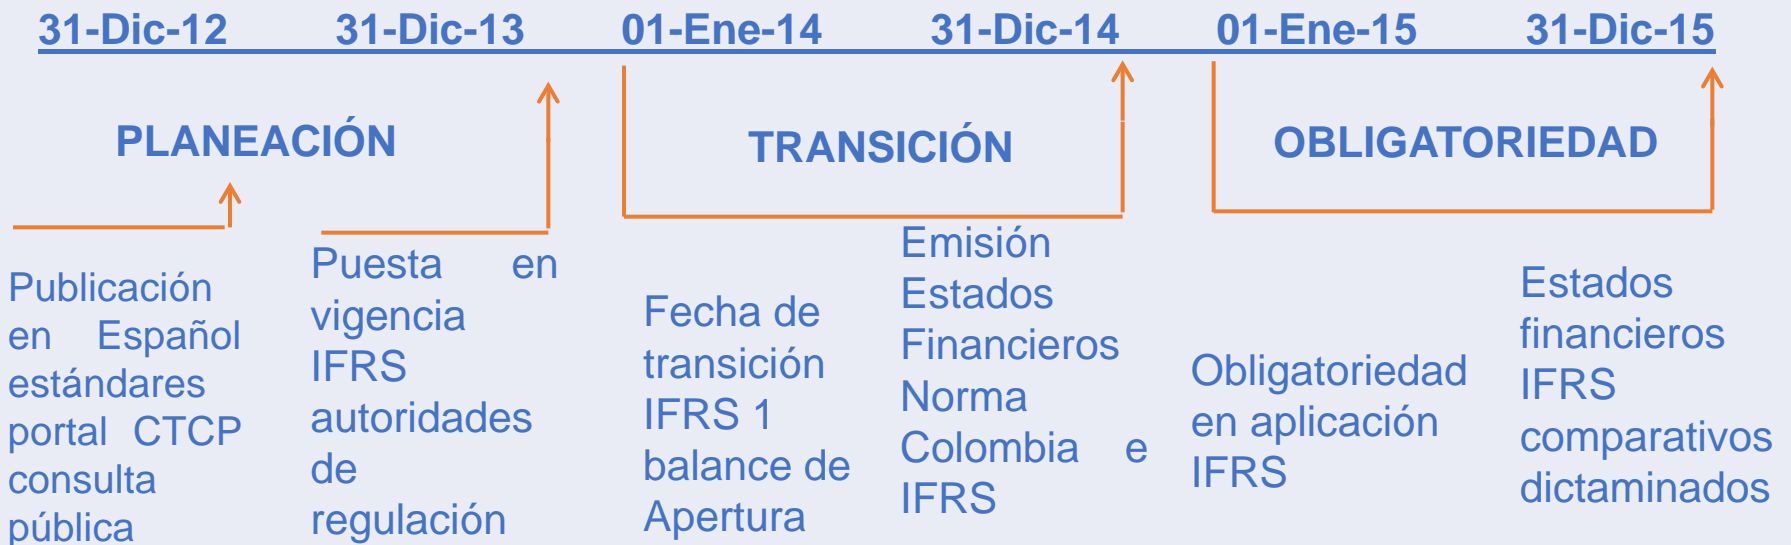 31-Dic-12 31-Dic-13 01-Ene-14 31-Dic-14 01-Ene-15 31-Dic-15
PLANEACIÓN
TRANSICIÓN
OBLIGATORIEDAD
Publicación
en Español
estándares
portal CTCP
consulta
pública
Puesta en
vigencia
IFRS
autoridades
de
regulación
Fecha de
transición
IFRS 1
balance de
Apertura
Emisión
Estados
Financieros
Norma
Colombia e
IFRS
Obligatoriedad
en aplicación
IFRS
Estados
financieros
IFRS
comparativos
dictaminados